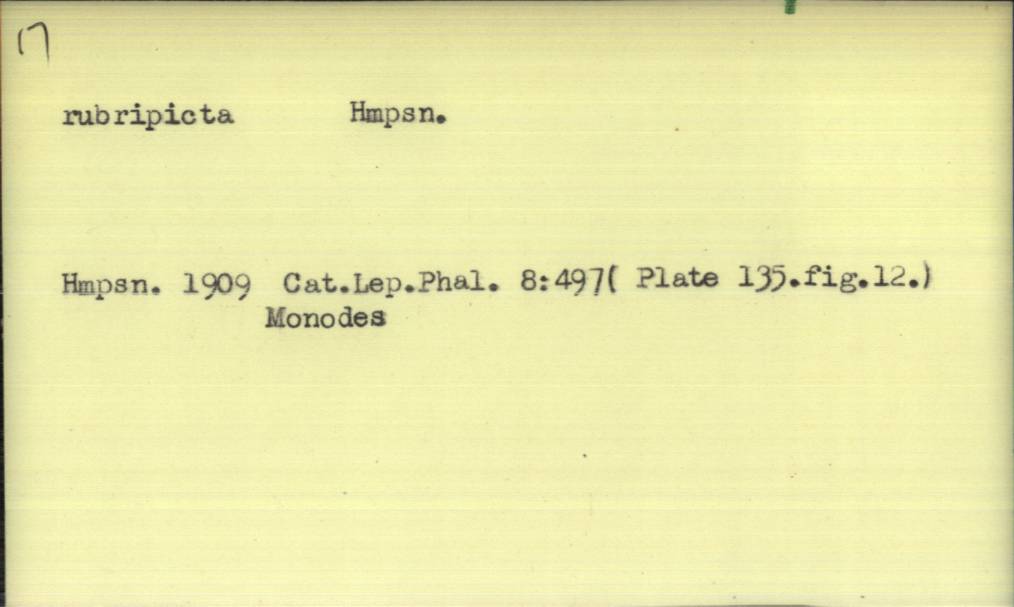 17
rubripicta Hmpsn.
Hmpsn. 1909 Cat.Lep.Phal. 8:497( Plate 135.fig.12.)
Monodes